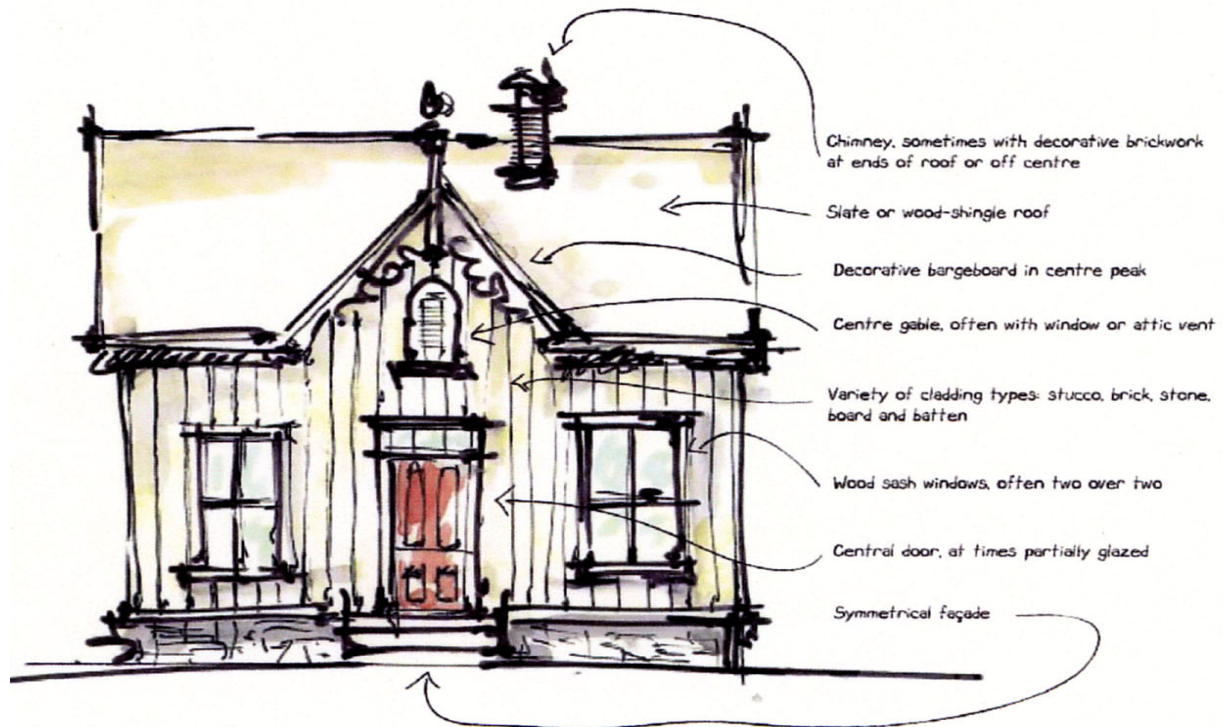 Chimney, sometimes with decorative brickwork
at ends of roof or off centre
Slate or wood-shingle roof
Decorative bargeboard in centre peak
Centre gable, often with window or attic vent
Variety of cladding types: stucco, brick, stone,
board and batten
Wood sash windows, often two over two
Central door, at times partially glazed
Symmetrical façade